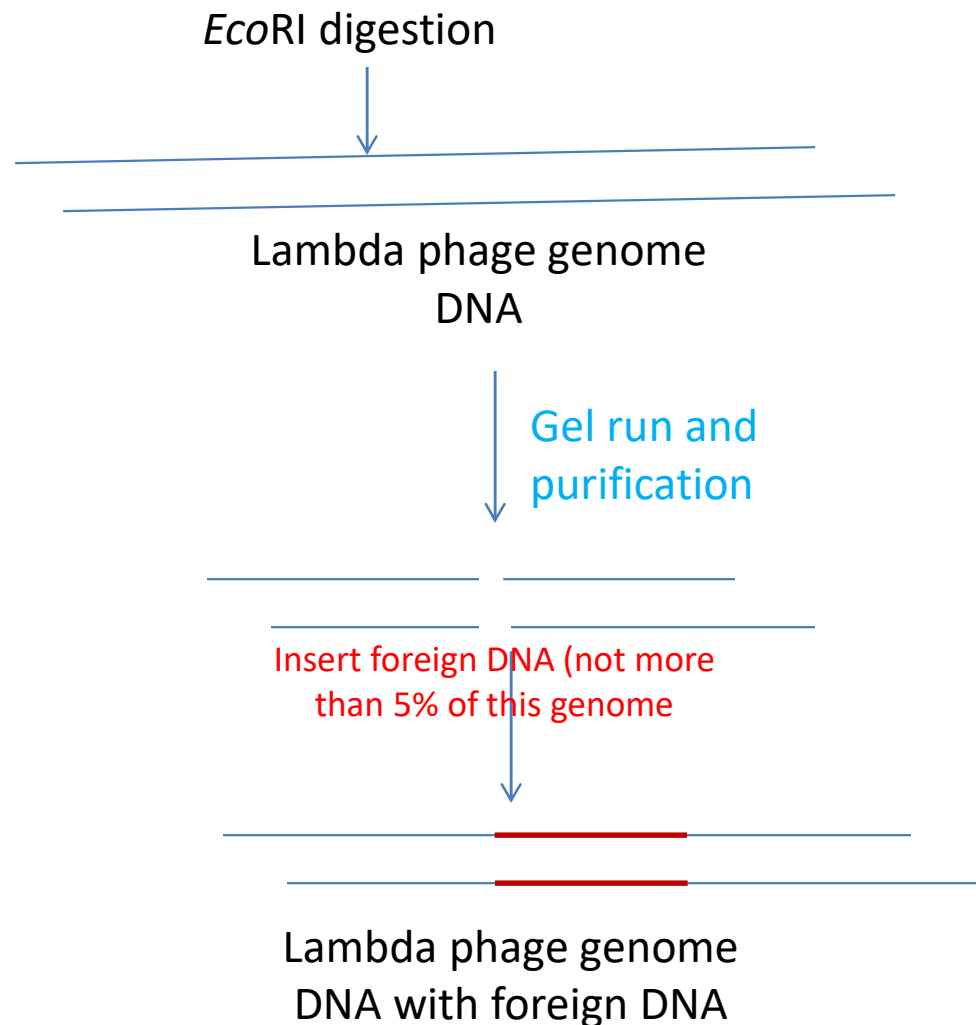 EcoRI digestion
Lambda phage genome
DNA
Gel run and
purification
Insert foreign DNA (not more
than 5% of this genome
Lambda phage genome
DNA with foreign DNA